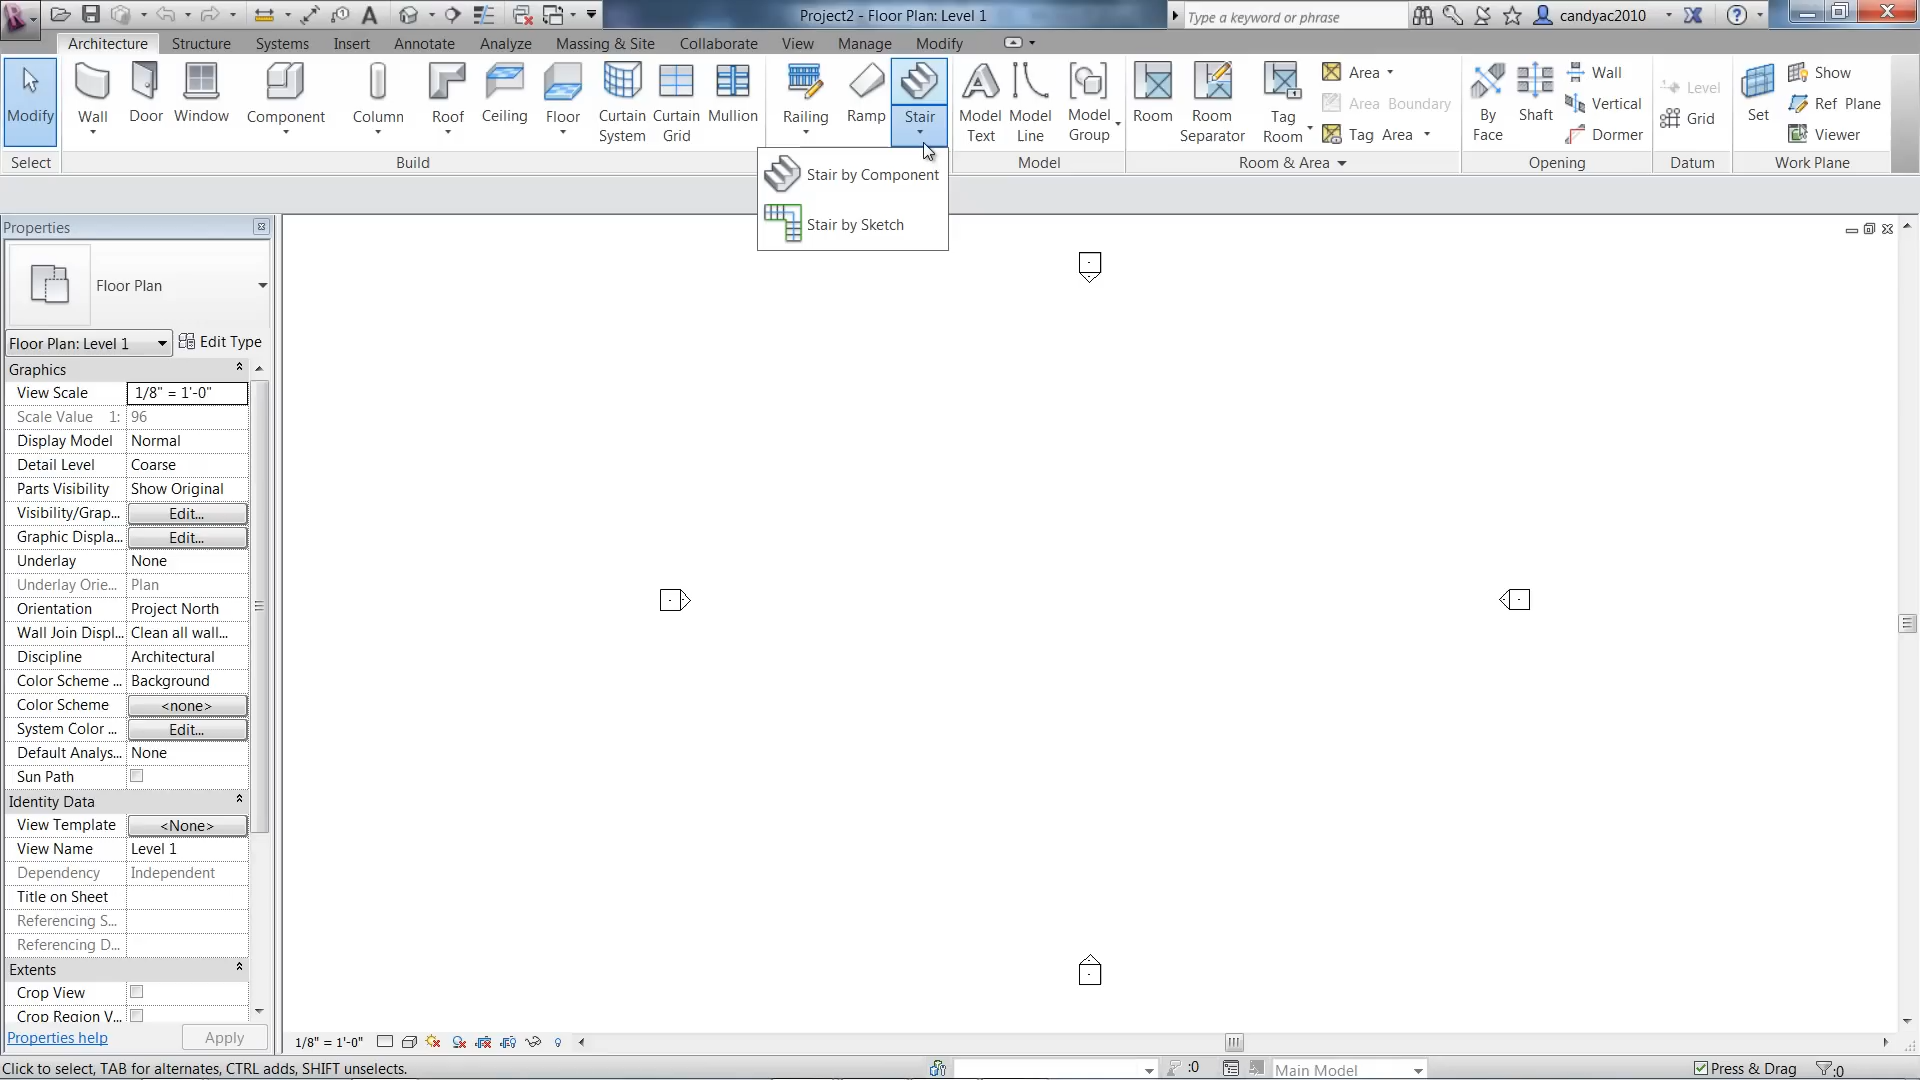 Project2 - Floor Plan: Level 1
Type a keyword or phrase
candyac2010
Architecture Structure Systems Insert Annotate Analyze Massing & Site Collaborate View Manage Modify
Modify
Wall
Door
Window
Component
Column
Roof
Ceiling
Floor
Curtain System
Curtain Grid
Mullion
Railing
Ramp
Stair
Model Text
Model Line
Model Group
Room
Room Separator
Tag Room
Area
Area Boundary
Tag Area
By Face
Shaft
Wall
Vertical
Dormer
Level
Grid
Set
Show
Ref Plane
Viewer
Select
Build
Model
Room & Area
Opening
Datum
Work Plane
Stair by Component
Stair by Sketch
Properties
Floor Plan
Floor Plan: Level 1 Edit Type
Graphics
View Scale 1/8" = 1'-0"
Scale Value 1: 96
Display Model Normal
Detail Level Coarse
Parts Visibility Show Original
Visibility/Grap... Edit...
Graphic Displa... Edit...
Underlay None
Underlay Orie... Plan
Orientation Project North
Wall Join Displ... Clean all wall...
Discipline Architectural
Color Scheme ... Background
Color Scheme <none>
System Color ... Edit...
Default Analys... None
Sun Path
Identity Data
View Template <None>
View Name Level 1
Dependency Independent
Title on Sheet
Referencing S...
Referencing D...
Extents
Crop View
Crop Region V...
Properties help Apply
1/8" = 1'-0"
Click to select, TAB for alternates, CTRL adds, SHIFT unselects.
:0
Main Model
Press & Drag
:0